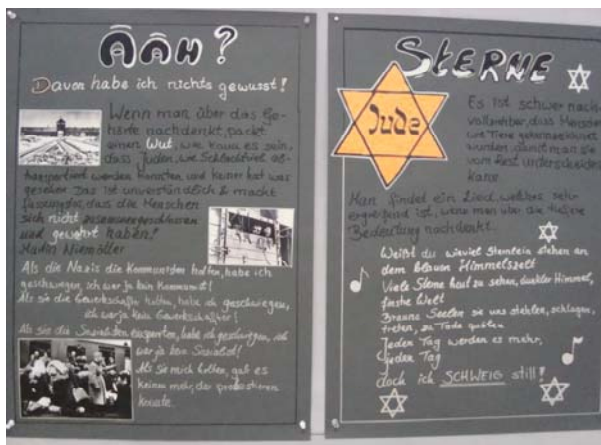 ÄÄH?
Davon habe ich nichts gewusst!
Wenn man über das Ge-
hörte nachdenkt, packt
einen Wut, wie kann es sein,
dass Juden, wie Schlachtvieh ab-
transportiert werden konnten und keiner hat was
gesehen. Das ist unverständlich & macht
fassungslos, dass die Menschen
sich nicht zusammengeschlossen
und gewehrt haben!
Martin Niemöller
Als die Nazis die Kommunisten holten, habe ich
geschwiegen, ich war ja kein Kommunist!
Als sie die Gewerkschaftler holten, habe ich geschwiegen,
ich war ja kein Gewerkschaftler!
Als sie die Sozialisten einsperrten, habe ich geschwiegen, ich
war ja kein Sozialist!
Als sie mich holten, gab es
keinen mehr, der protestieren
konnte.
STERNE
Jude
Es ist schwer nach-
vollziehbar, dass Menschen
wie Tiere gekennzeichnet
wurden, damit man sie
vom Rest unterscheiden
kann.
Man findet ein Lied, welches sehr
ergreifend ist, wenn man über die tiefere
Bedeutung nachdenkt.
Weißt du wieviel Sternlein stehen an
dem blauen Himmelszelt
Viele Sterne heut zu sehen, dunkler Himmel,
finstre Welt
Braune Seelen sie uns stehlen, schlagen,
treten, zu Tode quälen
Jeden Tag werden es mehr,
jeden Tag
doch ich SCHWEIG still!